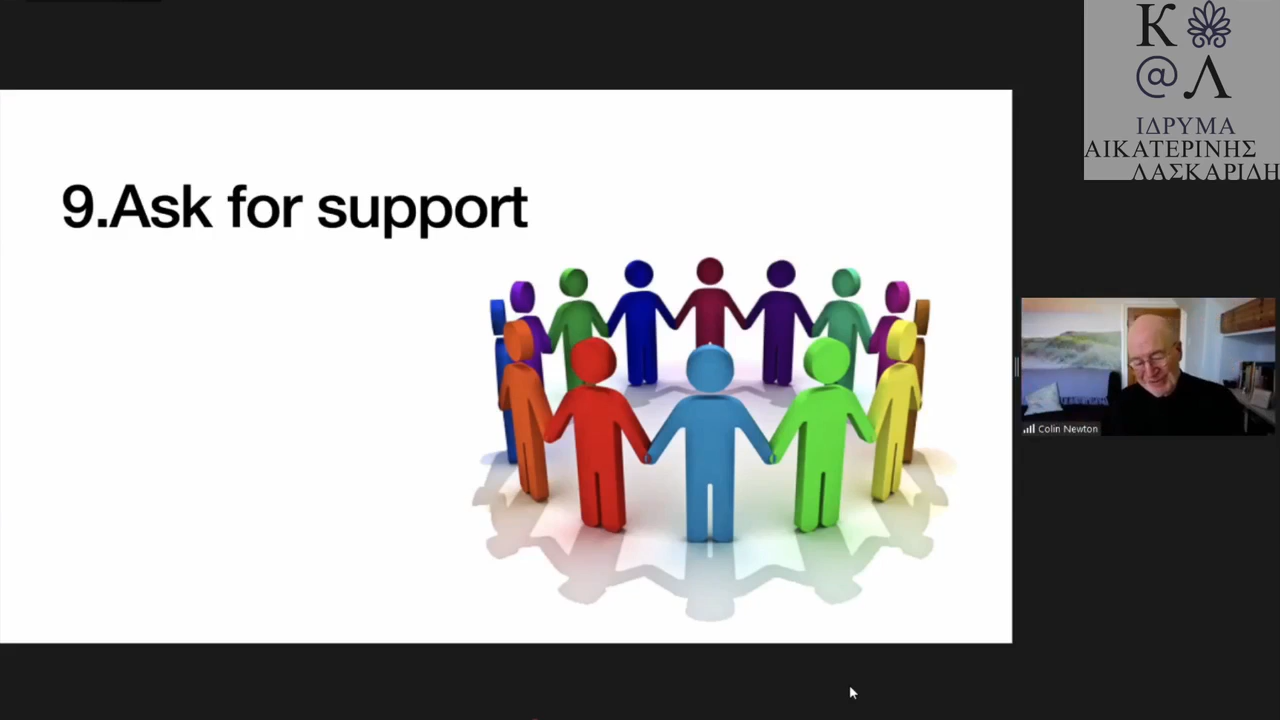 9.Ask for support
K
@ Λ
ΙΔΡΥΜΑ
ΑΙΚΑΤΕΡΙΝΗΣ
ΛΑΣΚΑΡΙΔΗ
Colin Newton